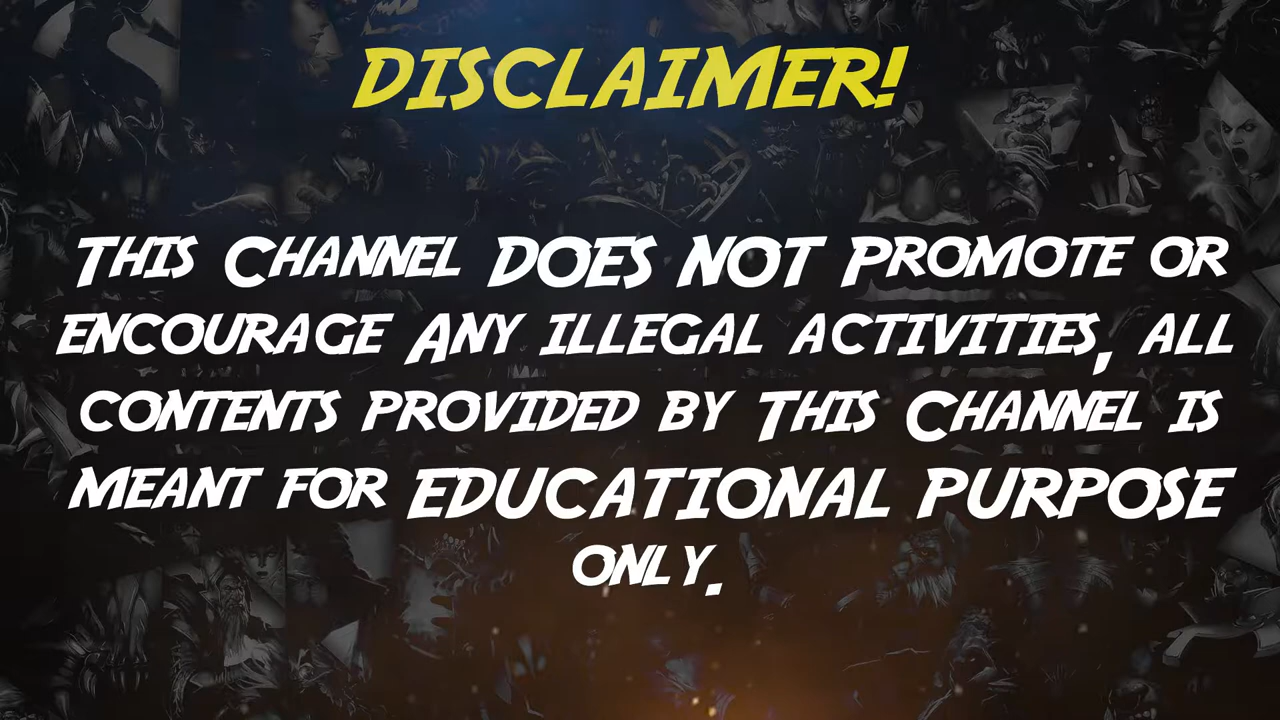 DISCLAIMER!
This Channel DOES NOT Promote or
encourage Any illegal activities, all
contents provided by This Channel is
meant for EDUCATIONAL PURPOSE
only.